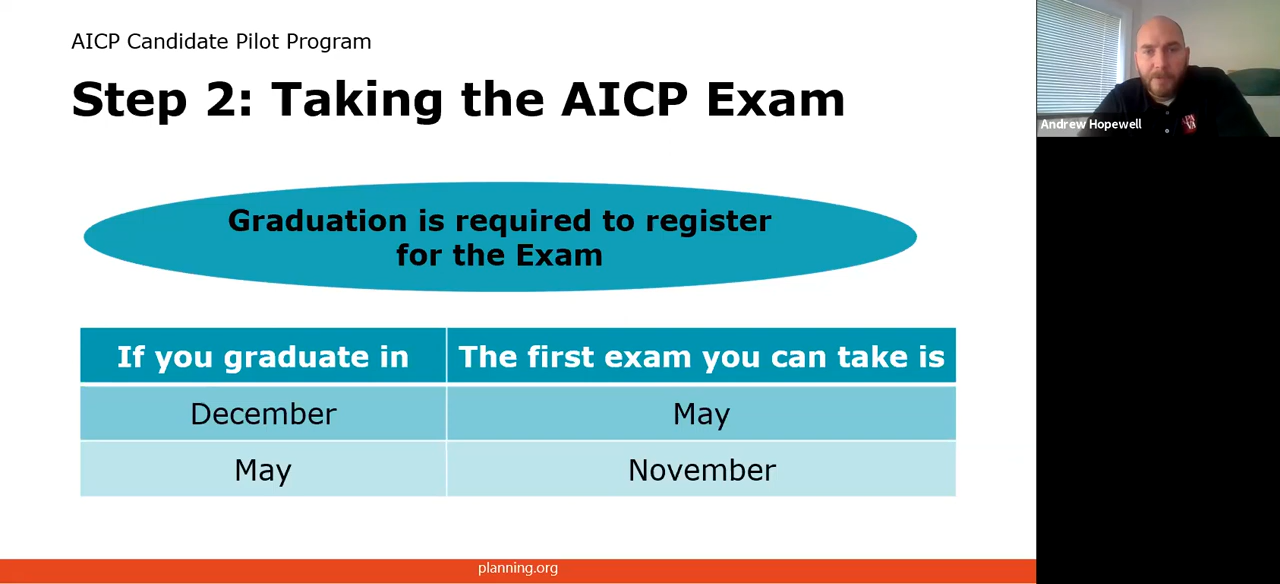 AICP Candidate Pilot Program
Step 2: Taking the AICP Exam
Graduation is required to register
for the Exam
If you graduate in
The first exam you can take is
December
May
May
November
planning.org
Andrew Hopewell